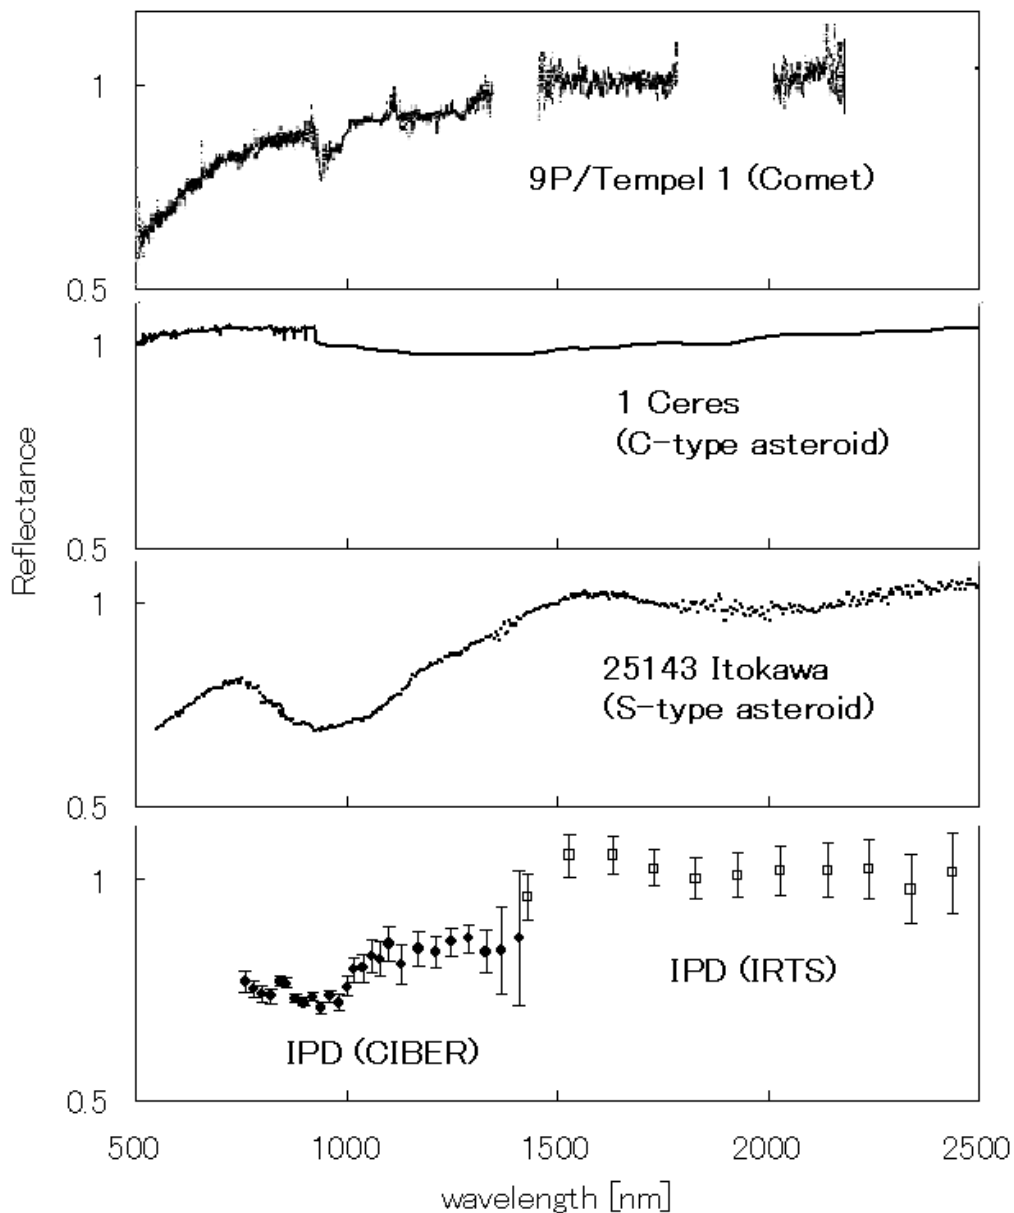 1
9P/Tempel 1 (Comet)
0.5
1
1 Ceres
(C-type asteroid)
Reflectance
0.5
1
25143 Itokawa
(S-type asteroid)
0.5
1
IPD (IRTS)
IPD (CIBER)
0.5
500 1000 1500 2000 2500
wavelength [nm]